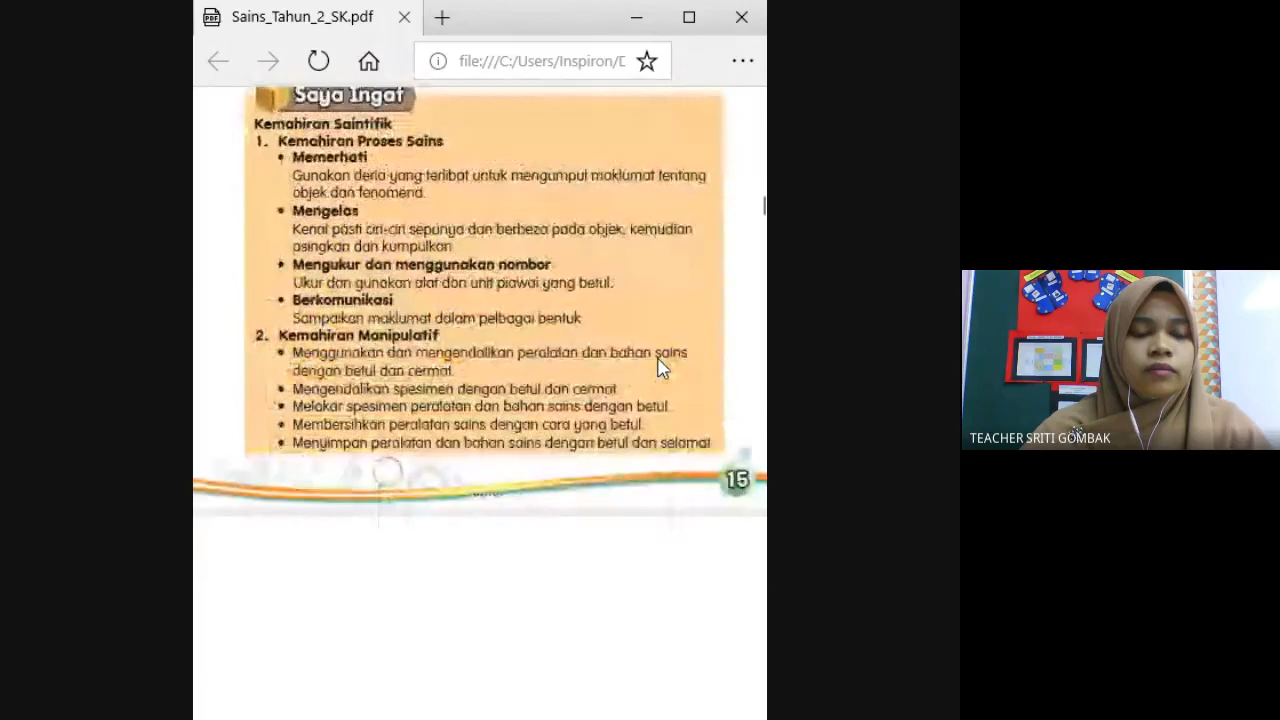 Sains_Tahun_2_SK.pdf
file:///C:/Users/Inspiron/D
Saya Ingat
Kemahiran Saintifik
1. Kemahiran Proses Sains
• Memerhati
Gunakan deria yang terlibat untuk mengumpul maklumat tentang
objek dan fenomena.
• Mengelas
Kenal pasti ciri-ciri sepunya dan berbeza pada objek, kemudian
asingkan dan kumpulkan
• Mengukur dan menggunakan nombor
Ukur dan gunakan alat dan unit piawai yang betul.
• Berkomunikasi
Sampaikan maklumat dalam pelbagai bentuk
2. Kemahiran Manipulatif
• Menggunakan dan mengendalikan peralatan dan bahan sains
dengan betul dan cermat.
• Mengendalikan spesimen dengan betul dan cermat.
• Melakar spesimen peralatan dan bahan sains dengan betul.
• Membersihkan peralatan sains dengan cara yang betul.
• Menyimpan peralatan dan bahan sains dengan betul dan selamat
15
TEACHER SRITI GOMBAK